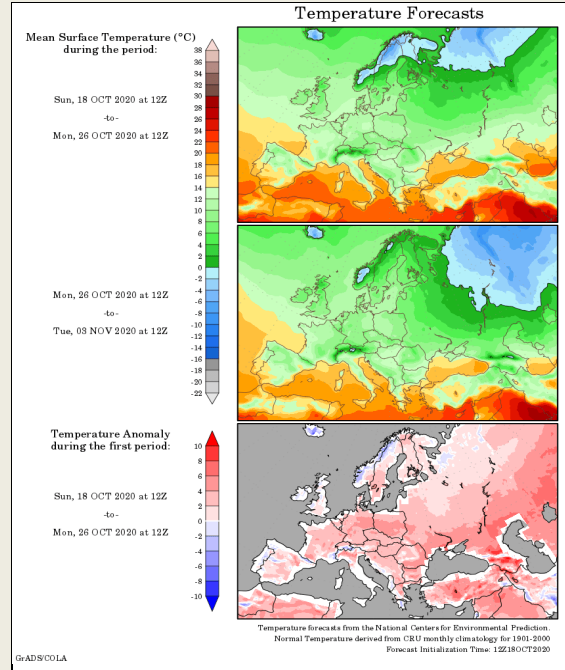 Temperature Forecasts
Mean Surface Temperature (°C)
during the period:
Sun, 18 OCT 2020 at 12Z
-to-
Mon, 26 OCT 2020 at 12Z
38
36
34
32
30
28
26
24
22
20
18
16
14
12
10
8
6
4
2
0
-2
-4
-6
-8
-10
-12
-14
-16
-18
-20
-22
Mon, 26 OCT 2020 at 12Z
-to-
Tue, 03 NOV 2020 at 12Z
Temperature Anomaly
during the first period:
Sun, 18 OCT 2020 at 12Z
-to-
Mon, 26 OCT 2020 at 12Z
10
8
6
4
2
0
-2
-4
-6
-8
-10
Temperature forecasts from the National Centers for Environmental Prediction.
Normal Temperature derived from CRU monthly climatology for 1901-2000
Forecast Initialization Time: 12Z18OCT2020
GrADS/COLA